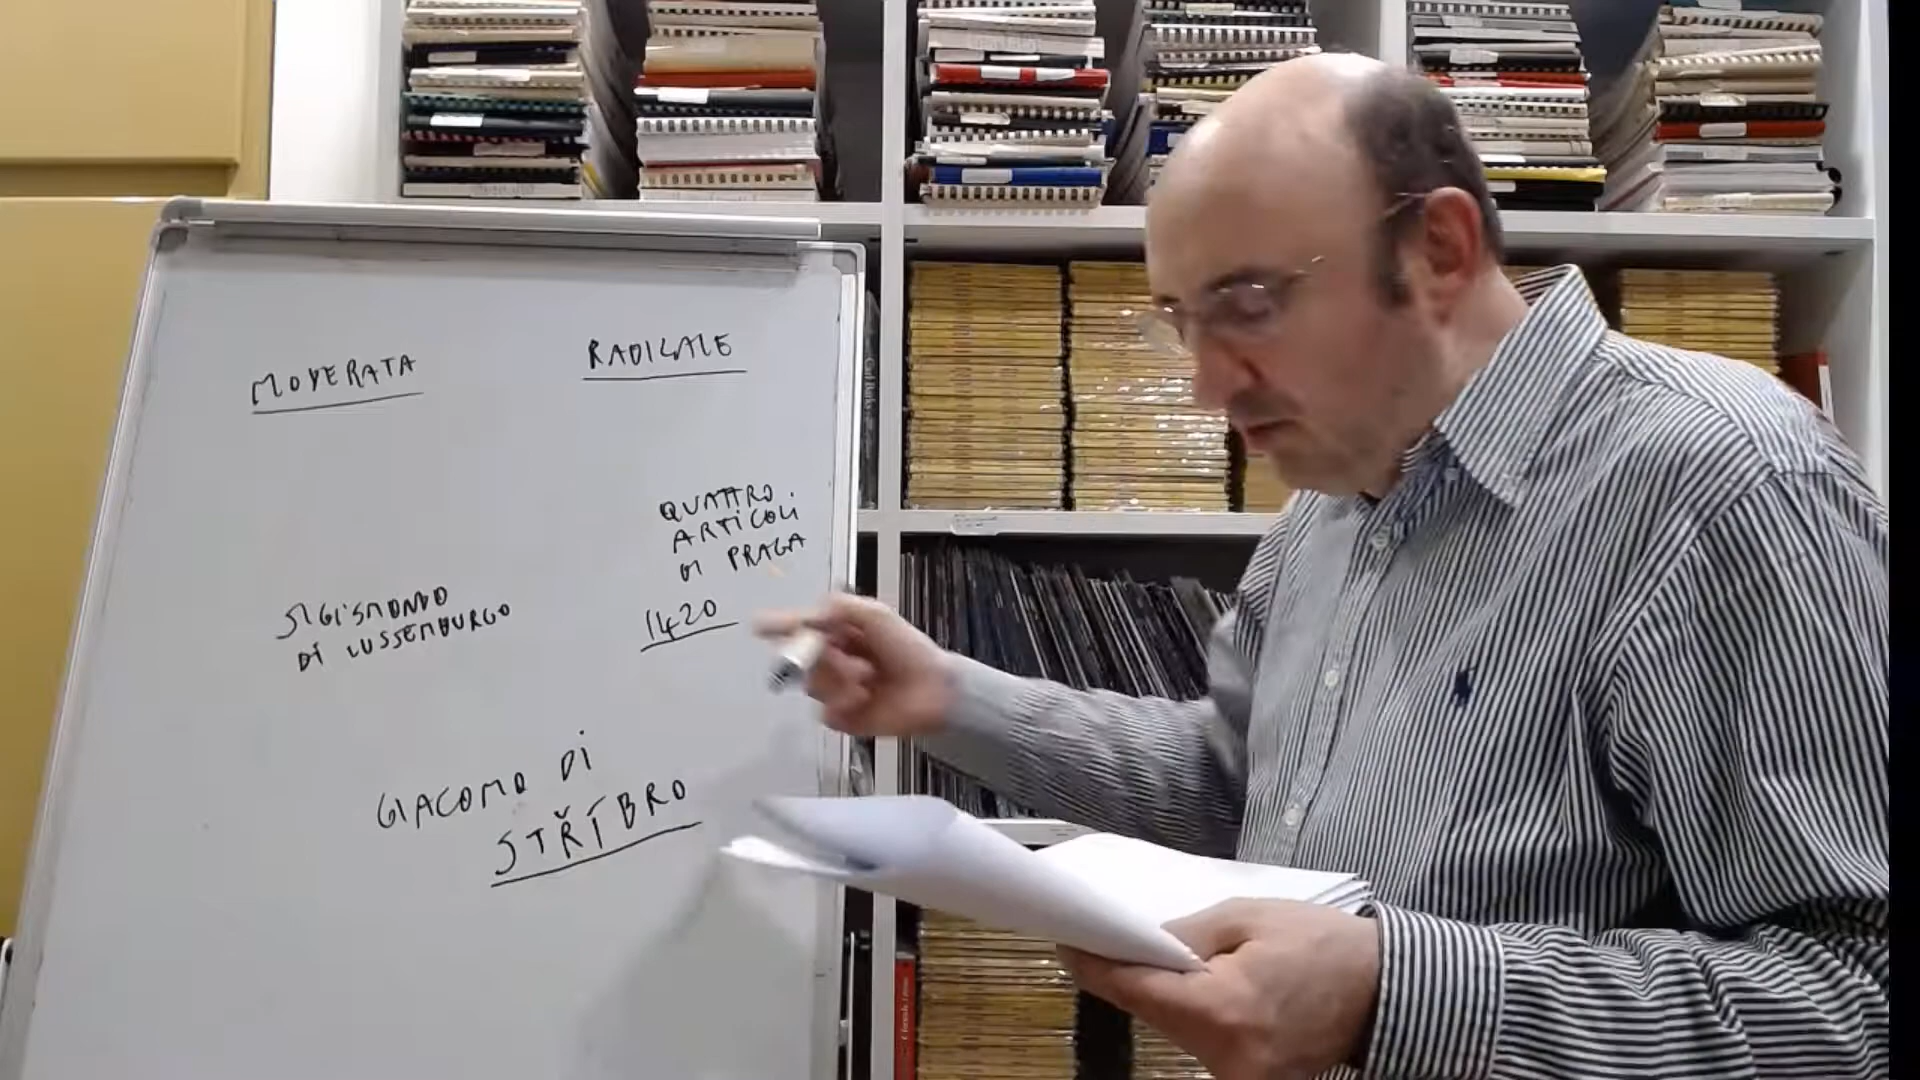 MODERATA
RADICALE
QUATTRO
ARTICOLI
DI PRAGA
1420
SIGISMONDO
DI LUSSEMBURGO
GIACOMO DI
STŘÍBRO